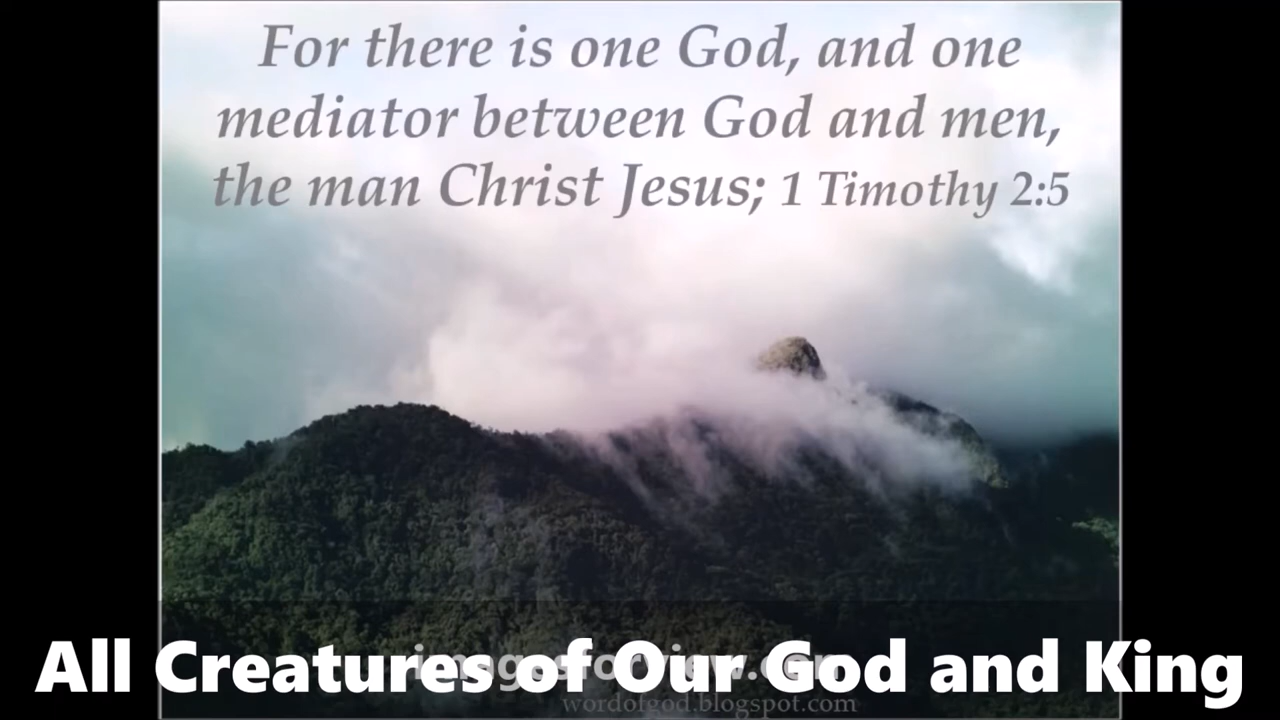 For there is one God, and one
mediator between God and men,
the man Christ Jesus; 1 Timothy 2:5
All Creatures of Our God and King
wordofgod.blogspot.com